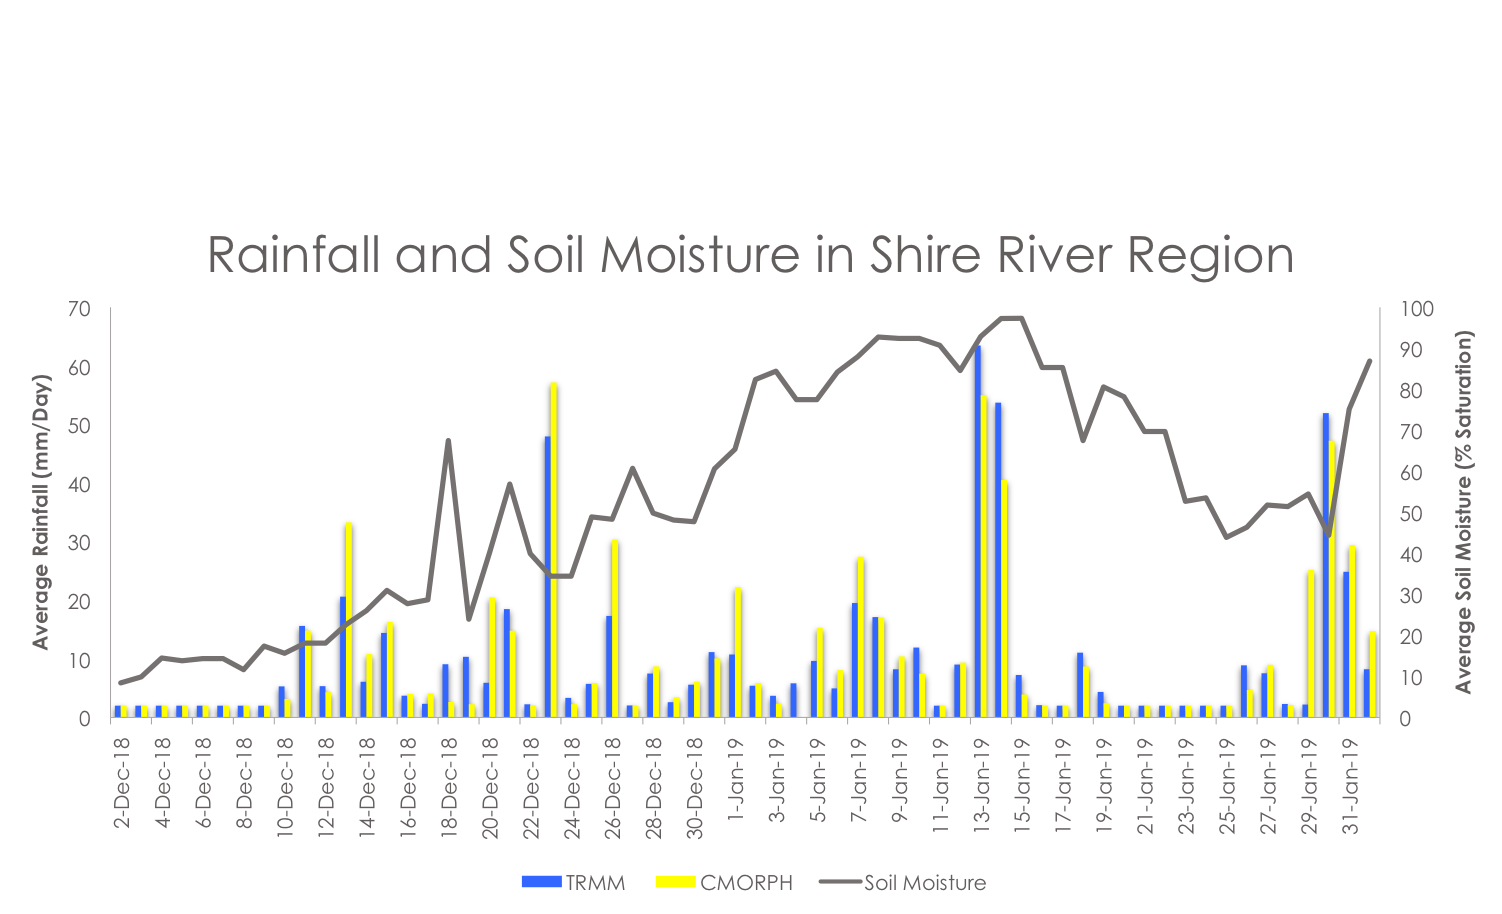 Rainfall and Soil Moisture in Shire River Region
70
60
50
40
30
20
10
0
Average Rainfall (mm/Day)
100
90
80
70
60
50
40
30
20
10
0
Average Soil Moisture (% Saturation)
2-Dec-18
4-Dec-18
6-Dec-18
8-Dec-18
10-Dec-18
12-Dec-18
14-Dec-18
16-Dec-18
18-Dec-18
20-Dec-18
22-Dec-18
24-Dec-18
26-Dec-18
28-Dec-18
30-Dec-18
1-Jan-19
3-Jan-19
5-Jan-19
7-Jan-19
9-Jan-19
11-Jan-19
13-Jan-19
15-Jan-19
17-Jan-19
19-Jan-19
21-Jan-19
23-Jan-19
25-Jan-19
27-Jan-19
29-Jan-19
31-Jan-19
TRMM CMORPH Soil Moisture